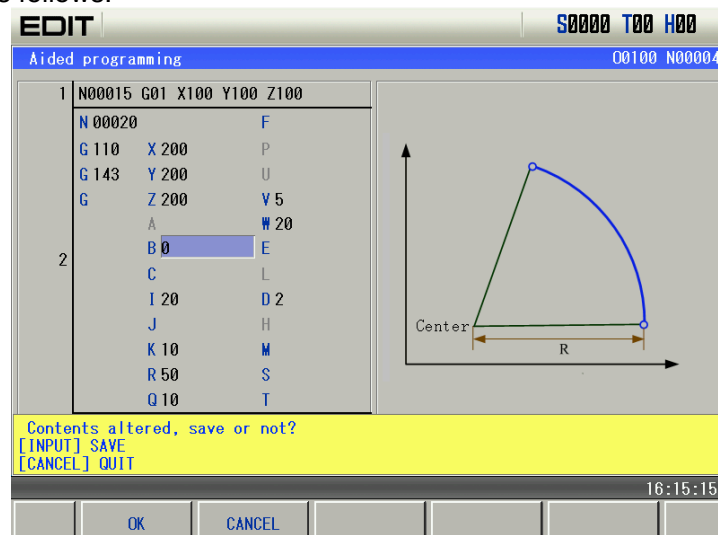 s follows:
EDIT S0000 T00 H00
Aided programming O0100 N00004
1 N00015 G01 X100 Y100 Z100
N 00020 F
G 110 X 200 P
G 143 Y 200 U
G Z 200 V 5
A W 20
B 0 E
2
C L
I 20 D 2
J H
K 10 M
R 50 S
Q 10 T
Center
R
Contents altered, save or not?
[INPUT] SAVE
[CANCEL] QUIT
16:15:15
OK CANCEL